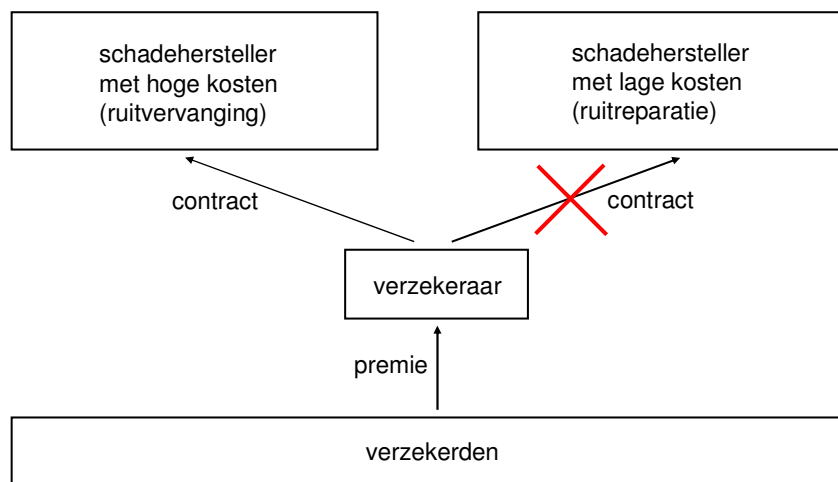 schadehersteller
met hoge kosten
(ruitvervanging)
schadehersteller
met lage kosten
(ruitreparatie)
contract
contract
verzekeraar
premie
verzekerden